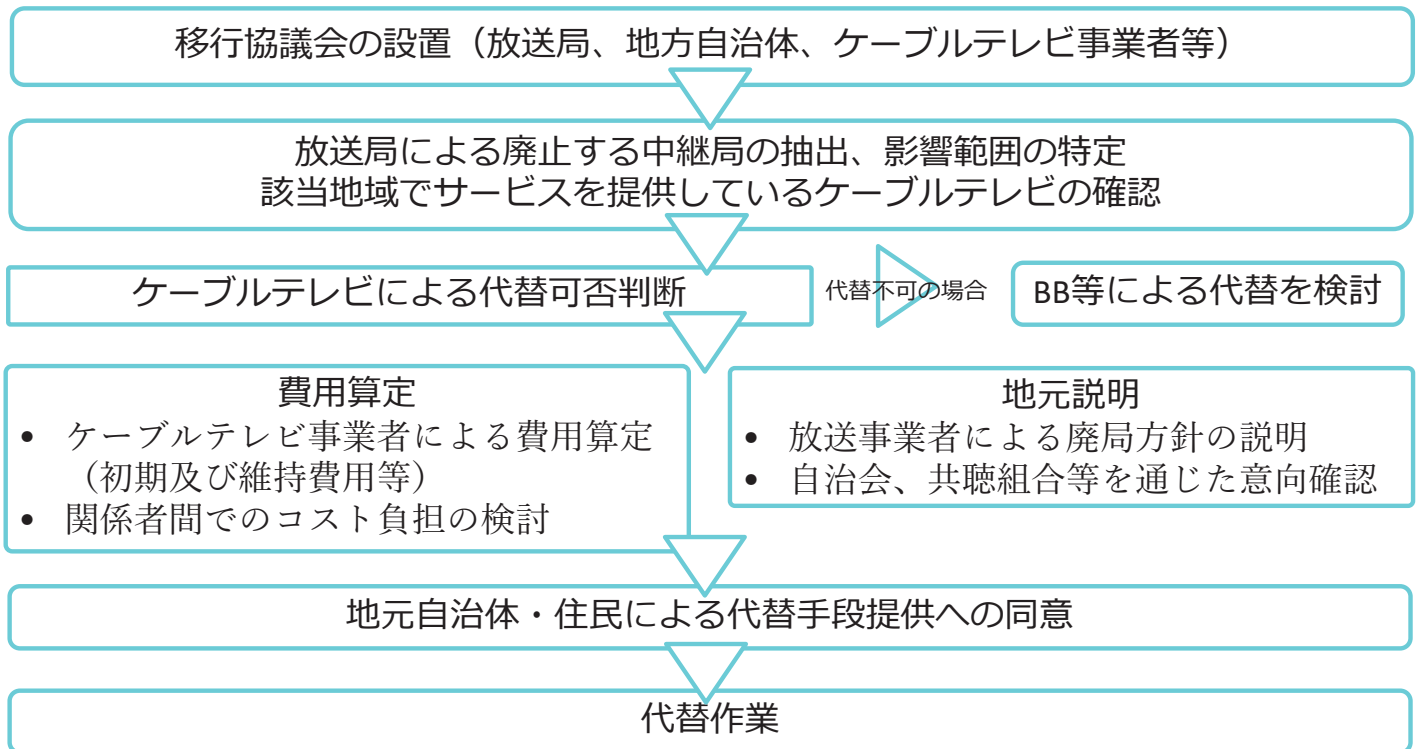 移行協議会の設置（放送局、地方自治体、ケーブルテレビ事業者等）
放送局による廃止する中継局の抽出、影響範囲の特定
該当地域でサービスを提供しているケーブルテレビの確認
ケーブルテレビによる代替可否判断
代替不可の場合
BB等による代替を検討
費用算定
• ケーブルテレビ事業者による費用算定
（初期及び維持費用等）
• 関係者間でのコスト負担の検討
地元説明
• 放送事業者による廃局方針の説明
• 自治会、共聴組合等を通じた意向確認
地元自治体・住民による代替手段提供への同意
代替作業